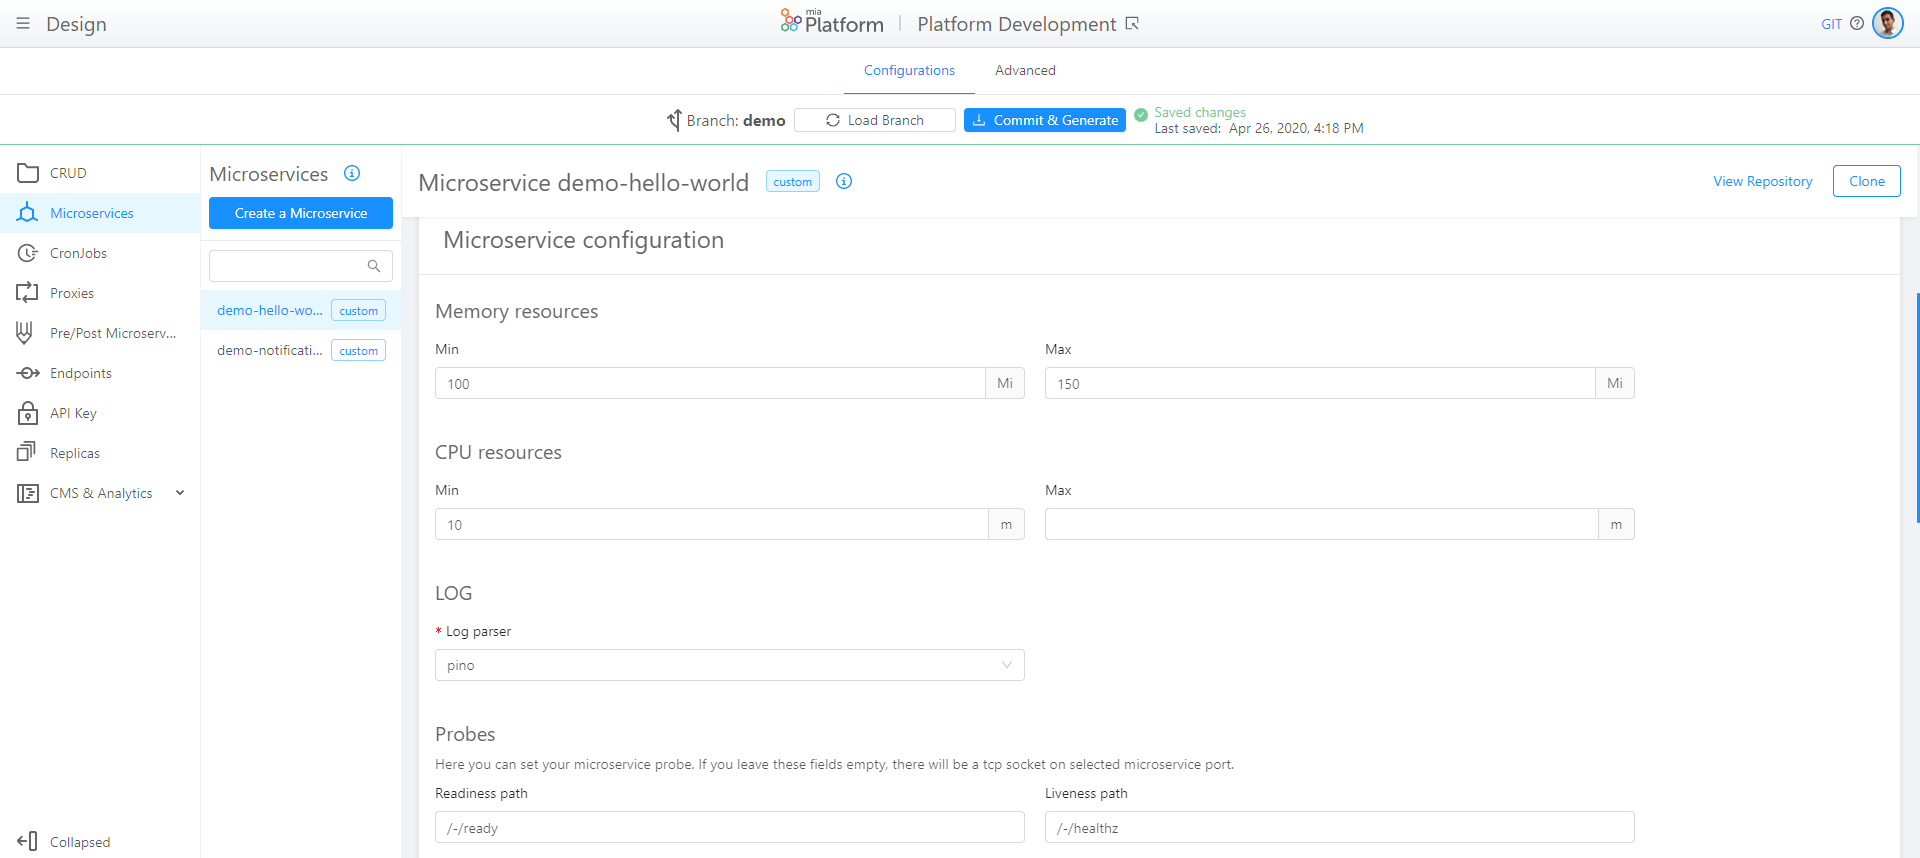 Design
mia Platform
Platform Development
GIT
Configurations
Advanced
Branch: demo
Load Branch
Commit & Generate
Saved changes
Last saved: Apr 26, 2020, 4:18 PM
CRUD
Microservices
CronJobs
Proxies
Pre/Post Microserv...
Endpoints
API Key
Replicas
CMS & Analytics
Collapsed
Microservices
Create a Microservice
demo-hello-wo... custom
demo-notificati... custom
Microservice demo-hello-world custom
View Repository
Clone
Microservice configuration
Memory resources
Min
100 Mi
Max
150 Mi
CPU resources
Min
10 m
Max
m
LOG
* Log parser
pino
Probes
Here you can set your microservice probe. If you leave these fields empty, there will be a tcp socket on selected microservice port.
Readiness path
/-/ready
Liveness path
/-/healthz